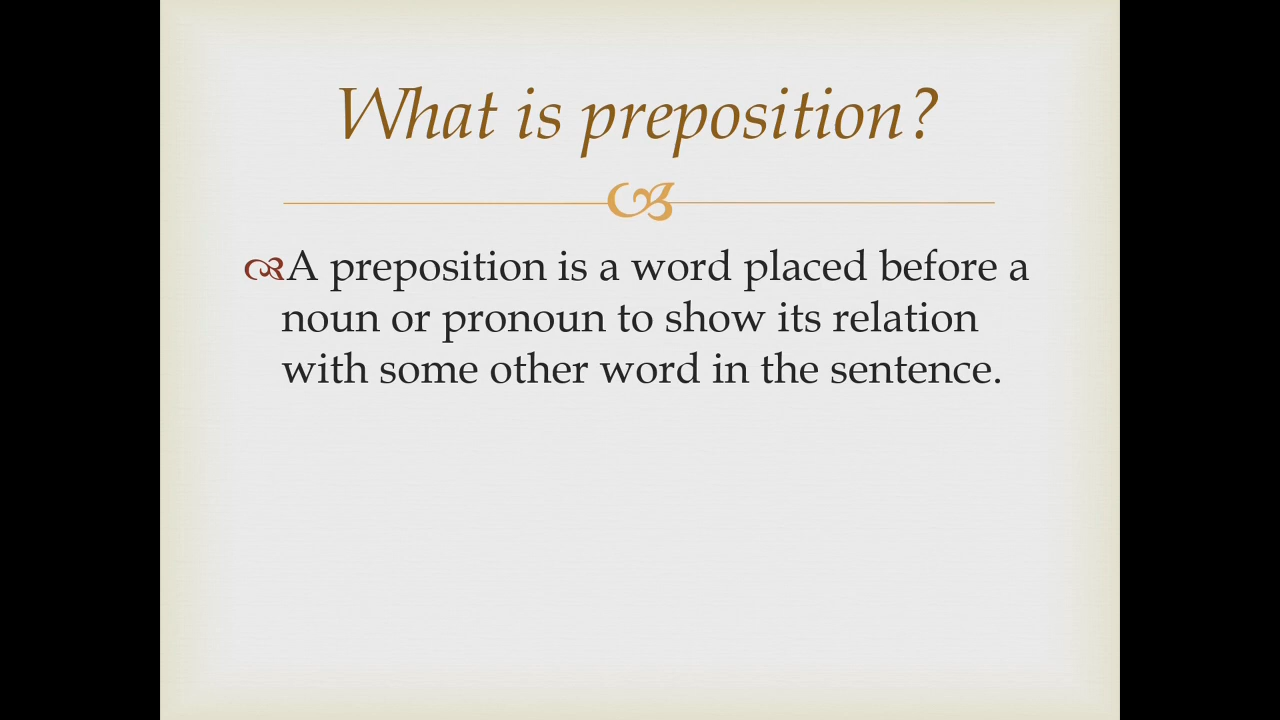 What is preposition?
A preposition is a word placed before a
noun or pronoun to show its relation
with some other word in the sentence.